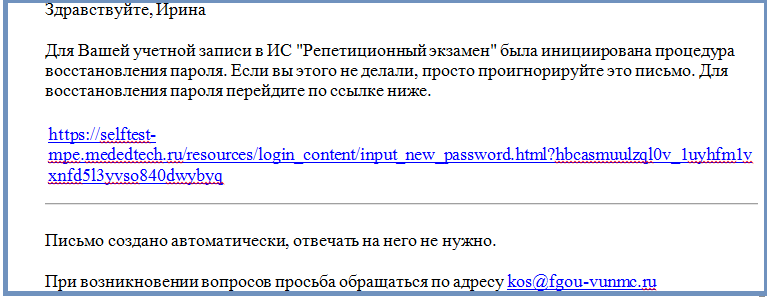 Здравствуйте, Ирина
Для Вашей учетной записи в ИС "Репетиционный экзамен" была инициирована процедура
восстановления пароля. Если вы этого не делали, просто проигнорируйте это письмо. Для
восстановления пароля перейдите по ссылке ниже.
https://selftest-
mpe.mededtech.ru/resources/login_content/input_new_password.html?hbcasmuulzql0v_1uyhfm1v
xnfd5l3yvso840dwybyq
Письмо создано автоматически, отвечать на него не нужно.
При возникновении вопросов просьба обращаться по адресу kos@fgou-vunmc.ru